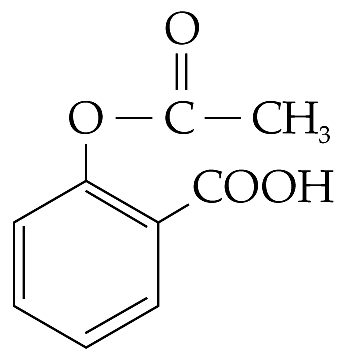 O
O — C — CH₃
COOH